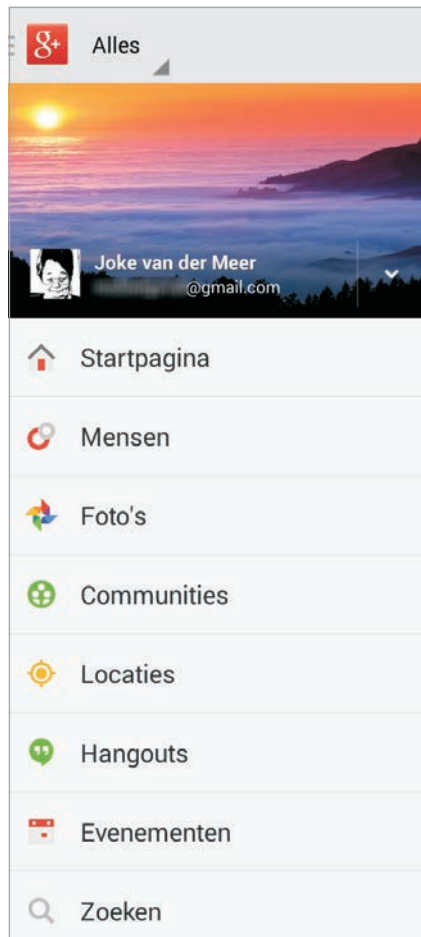 g+ Alles
Joke van der Meer
@gmail.com
Startpagina
Mensen
Foto's
Communities
Locaties
Hangouts
Evenementen
Zoeken